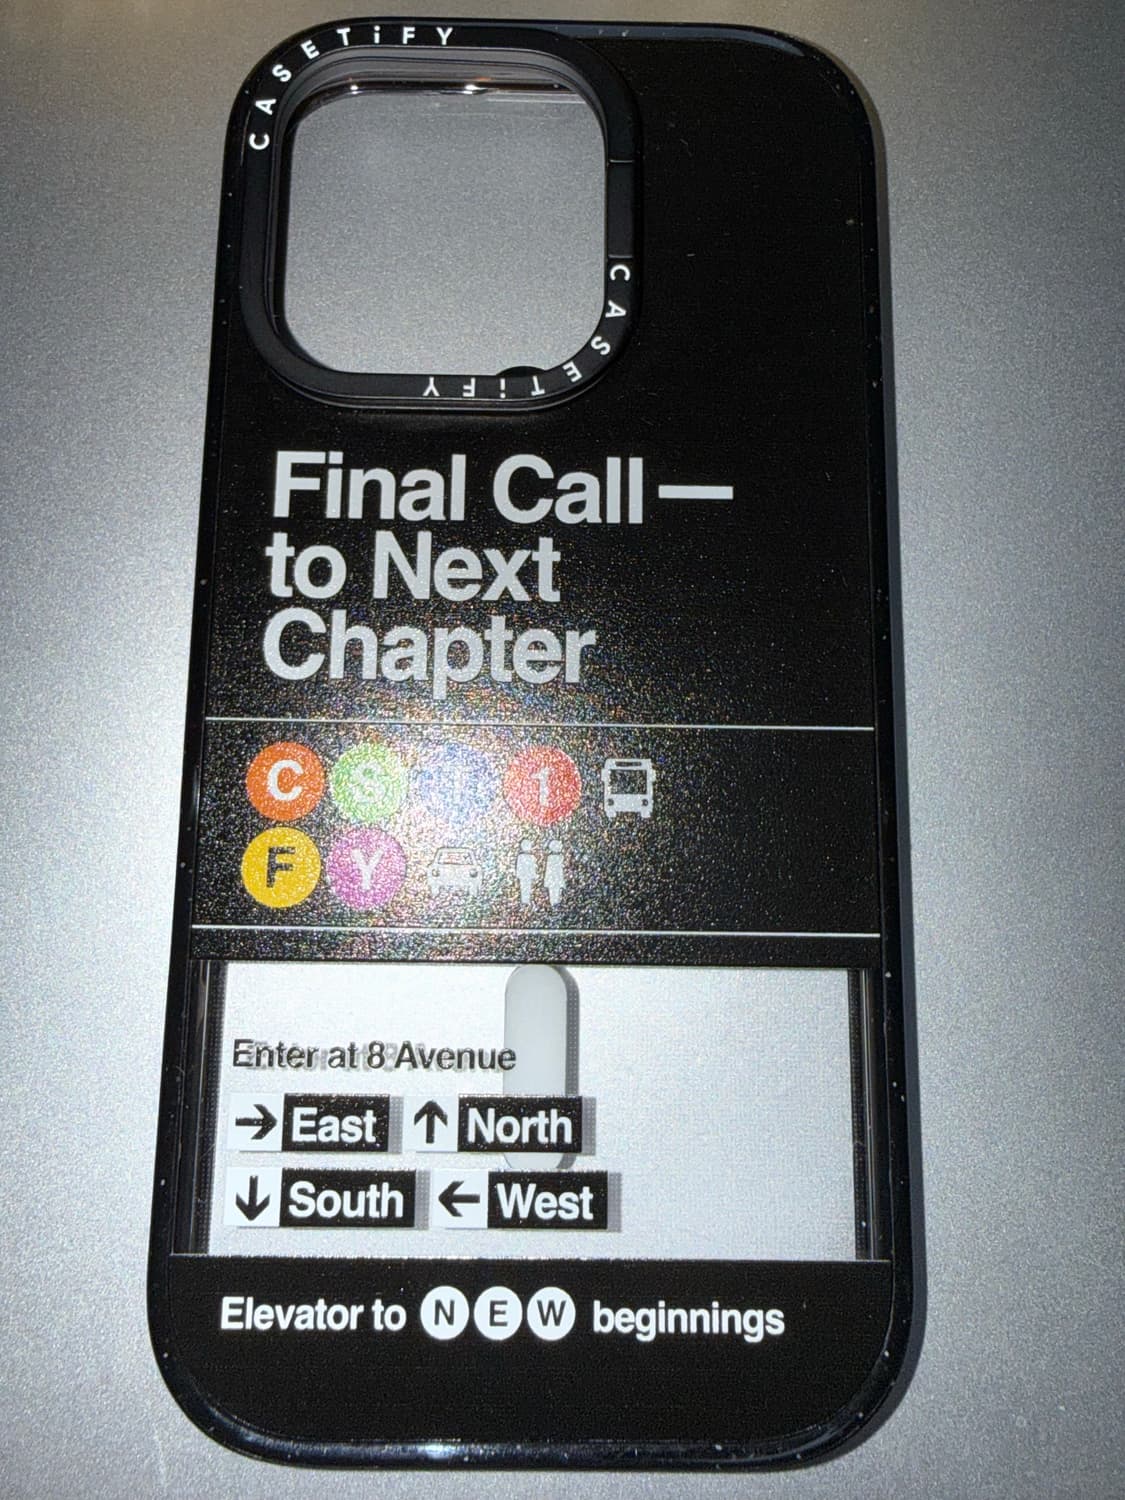 CASETiFY
CASETiFY
Final Call—
to Next
Chapter
C S 1
F Y
Enter at 8 Avenue
→ East ↑ North
↓ South ← West
Elevator to N E W beginnings